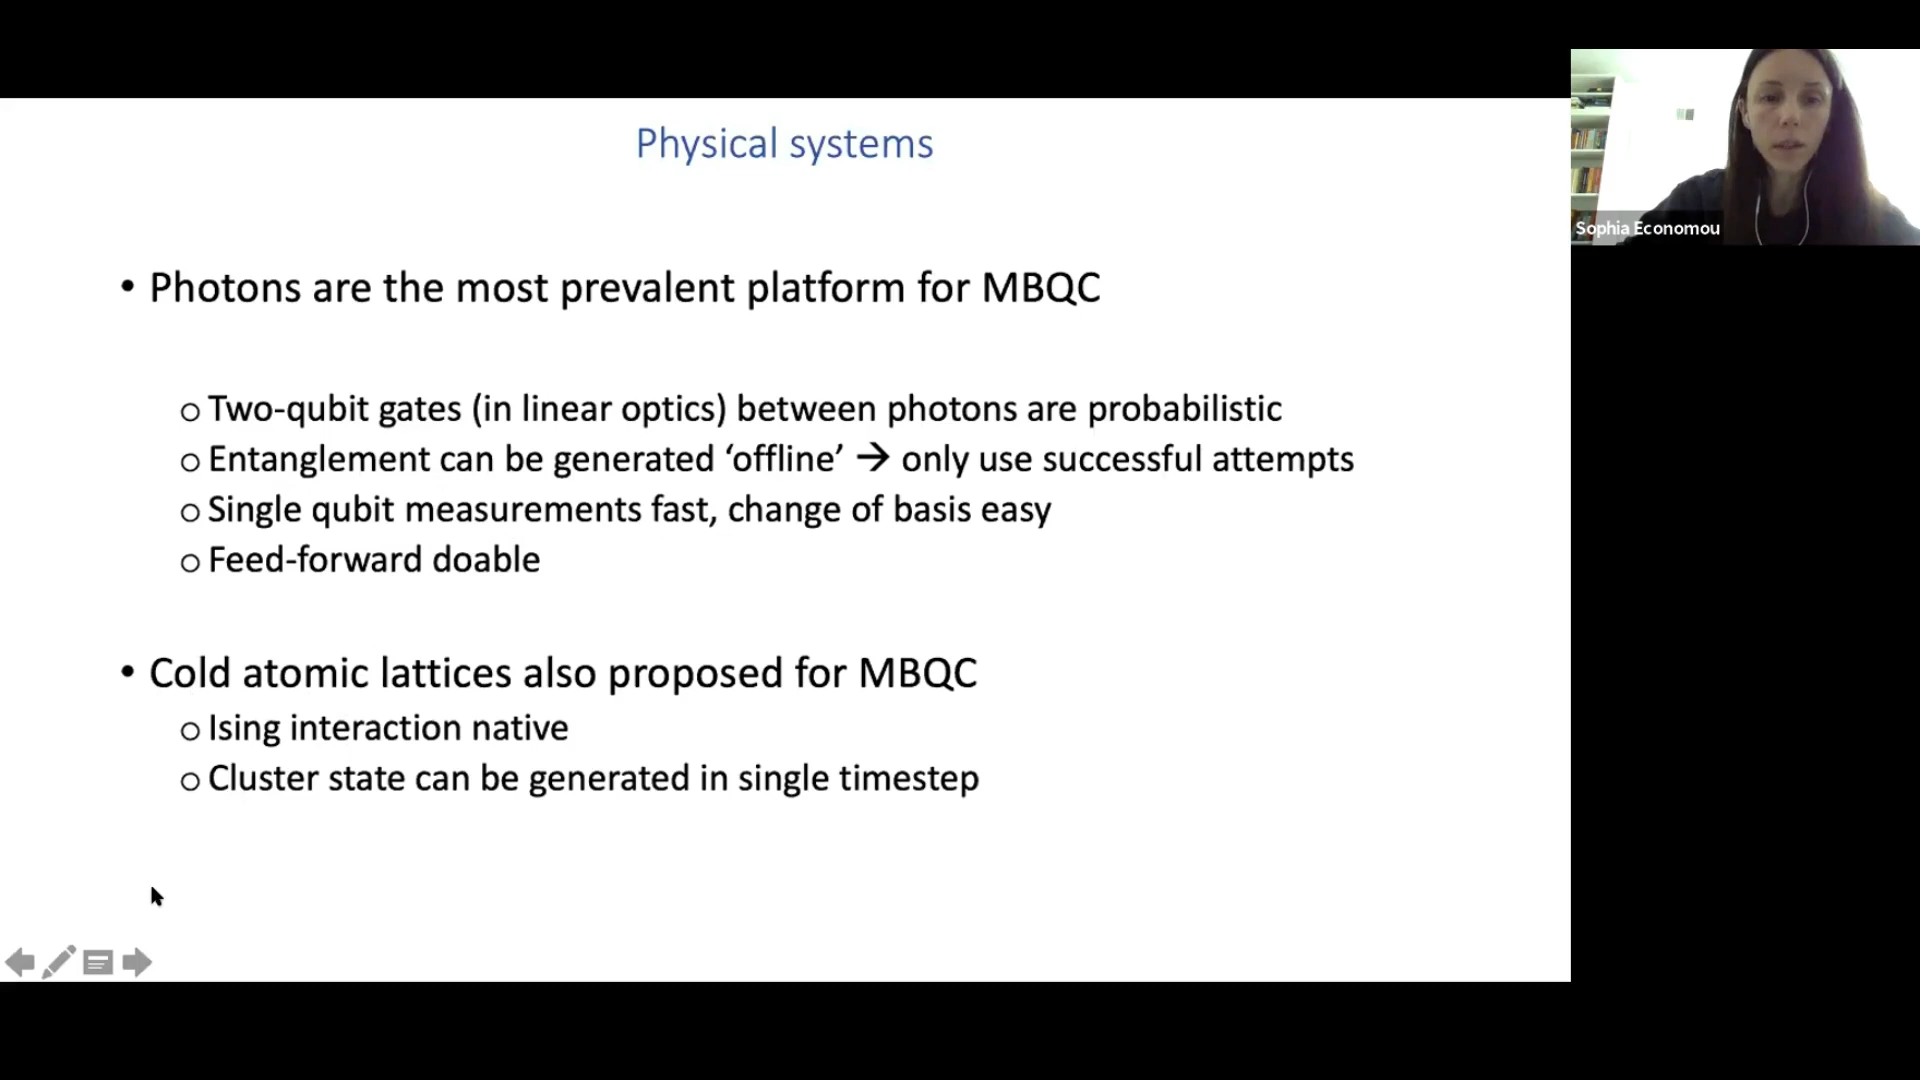 Physical systems
• Photons are the most prevalent platform for MBQC
o Two-qubit gates (in linear optics) between photons are probabilistic
o Entanglement can be generated ‘offline’ → only use successful attempts
o Single qubit measurements fast, change of basis easy
o Feed-forward doable
• Cold atomic lattices also proposed for MBQC
o Ising interaction native
o Cluster state can be generated in single timestep
Sophia Economou